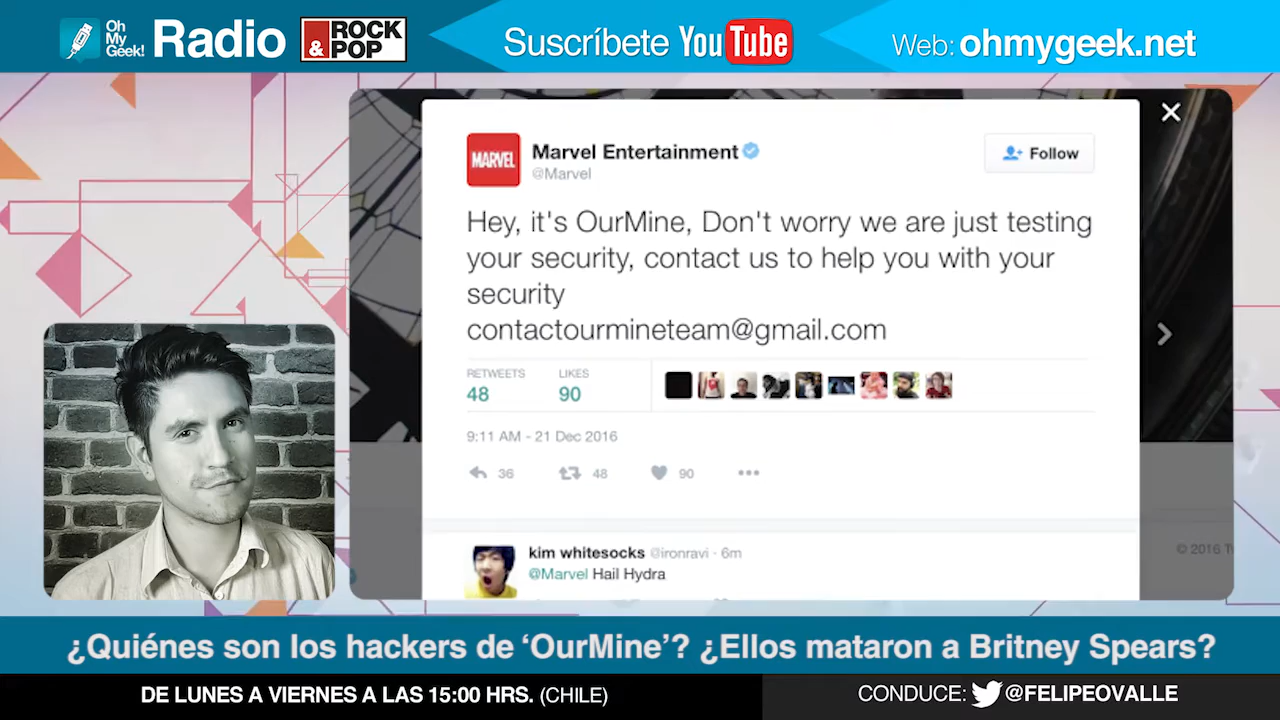 Oh My Geek! Radio ROCK & POP
Suscríbete YouTube
Web: ohmygeek.net
MARVEL
Marvel Entertainment
@Marvel
Follow
Hey, it's OurMine, Don't worry we are just testing
your security, contact us to help you with your
security
contactourmineteam@gmail.com
RETWEETS LIKES
48 90
9:11 AM - 21 Dec 2016
36 48 90
kim whitesocks @ironravi · 6m
@Marvel Hail Hydra
© 2016
¿Quiénes son los hackers de ‘OurMine’? ¿Ellos mataron a Britney Spears?
DE LUNES A VIERNES A LAS 15:00 HRS. (CHILE)
CONDUCE: @FELIPEOVALLE